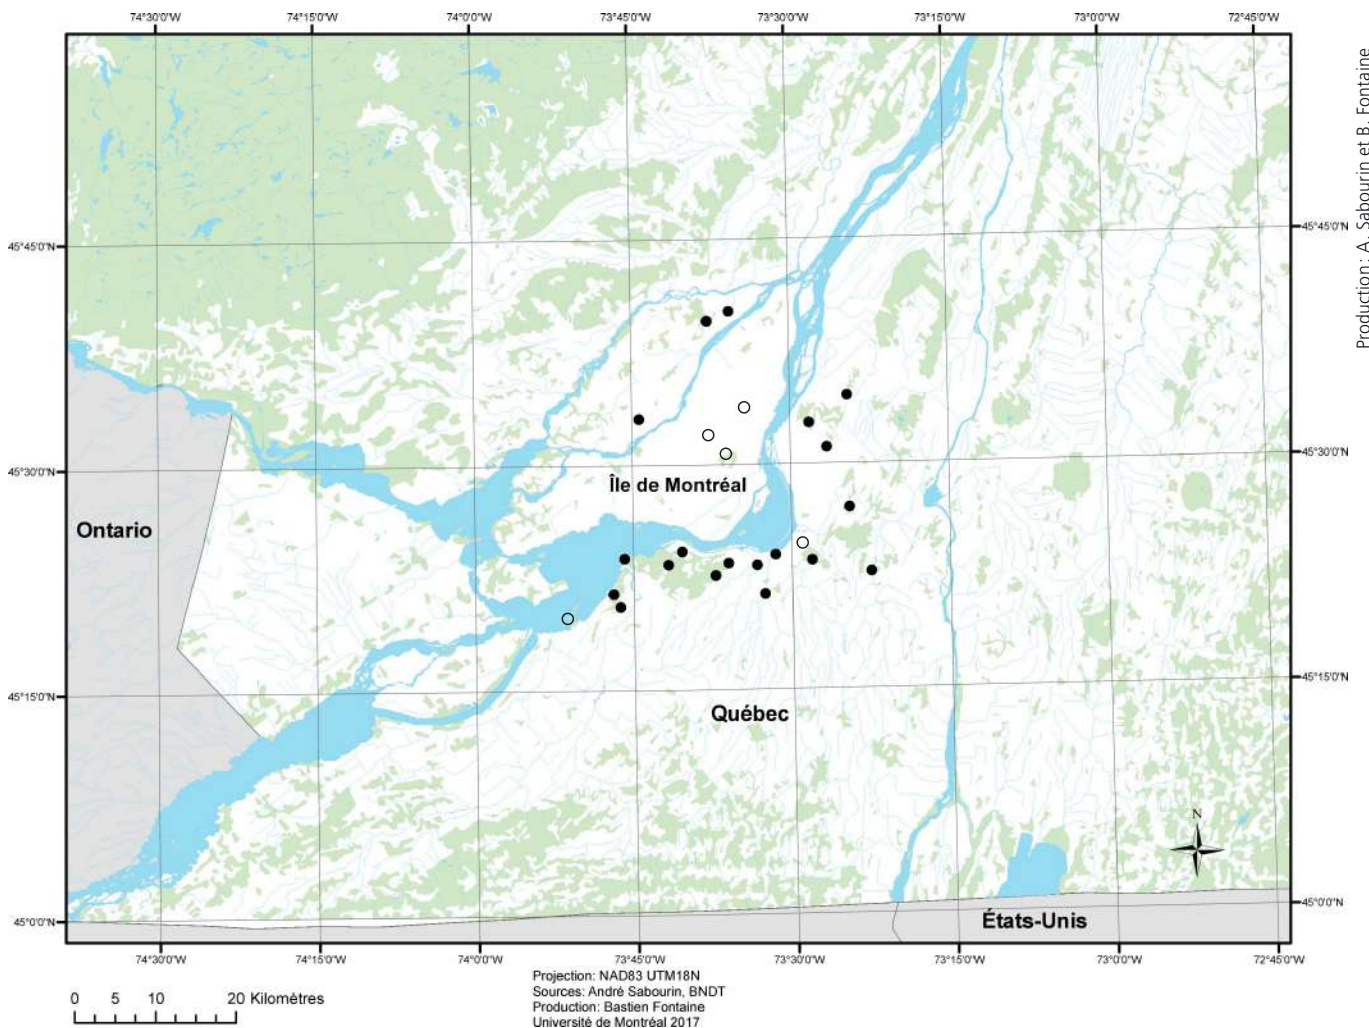 74°30'0"W 74°15'0"W 74°0'0"W 73°45'0"W 73°30'0"W 73°15'0"W 73°0'0"W 72°45'0"W
Production : A. Sabourin et B. Fontaine
45°45'0"N
45°45'0"N
45°30'0"N
45°30'0"N
Île de Montréal
Ontario
45°15'0"N
45°15'0"N
Québec
N
45°0'0"N
45°0'0"N
États-Unis
74°30'0"W 74°15'0"W 74°0'0"W 73°45'0"W 73°30'0"W 73°15'0"W 73°0'0"W 72°45'0"W
0 5 10 20 Kilomètres
Projection: NAD83 UTM18N
Sources: André Sabourin, BNDT
Production: Bastien Fontaine
Université de Montréal 2017